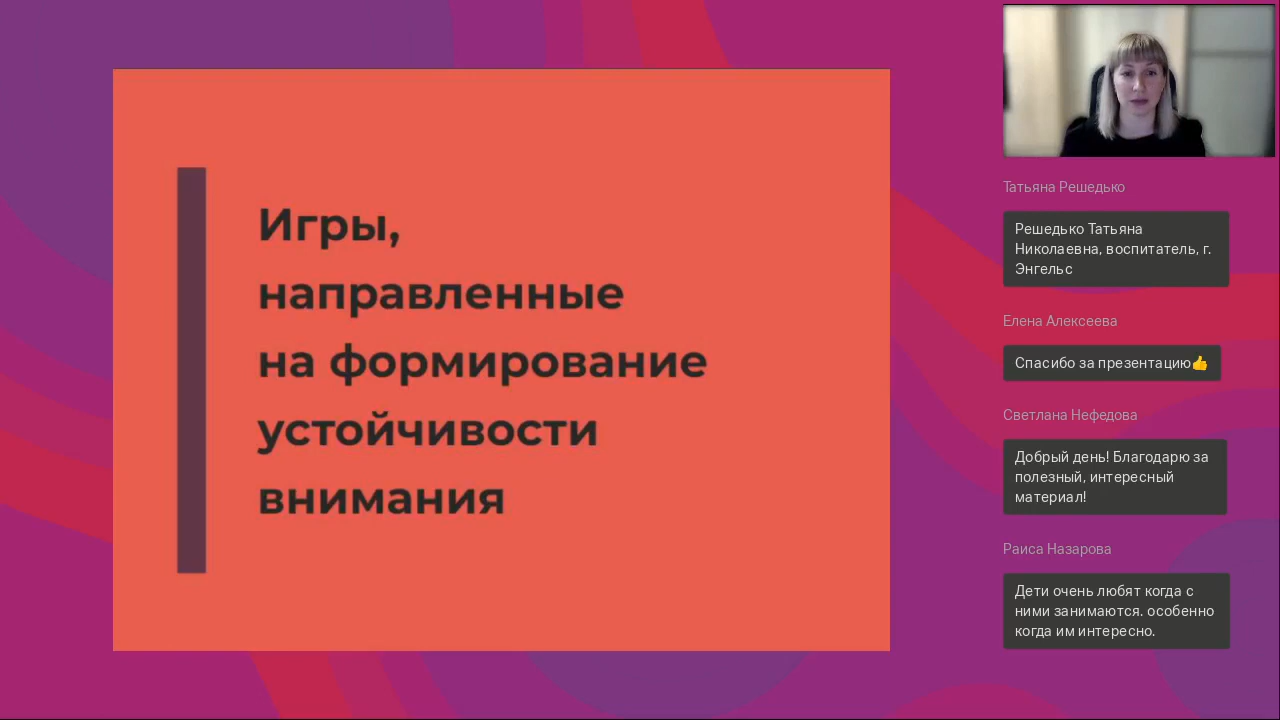 Игры,
направленные
на формирование
устойчивости
внимания
Татьяна Решедько
Решедько Татьяна
Николаевна, воспитатель, г.
Энгельс
Елена Алексеева
Спасибо за презентацию👍
Светлана Нефедова
Добрый день! Благодарю за
полезный, интересный
материал!
Раиса Назарова
Дети очень любят когда с
ними занимаются. особенно
когда им интересно.